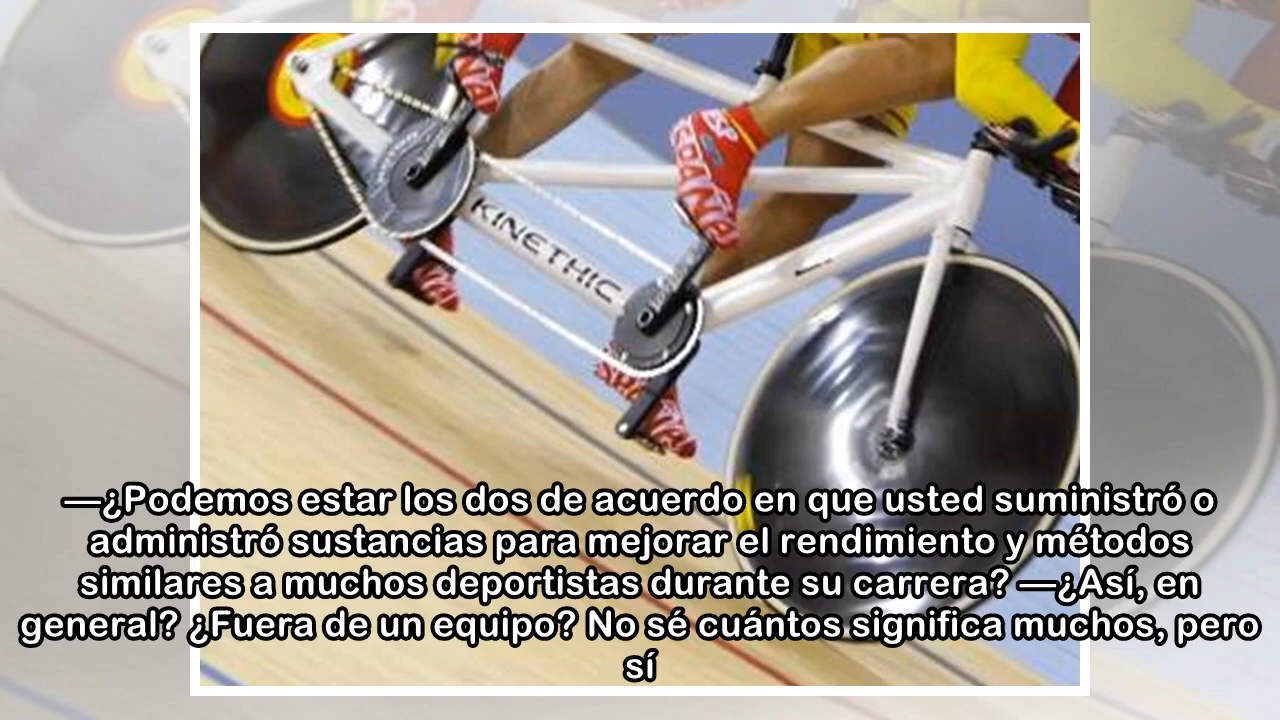 ESPAÑA
KINETHIC
—¿Podemos estar los dos de acuerdo en que usted suministró o
administró sustancias para mejorar el rendimiento y métodos
similares a muchos deportistas durante su carrera? —¿Así, en
general? ¿Fuera de un equipo? No sé cuántos significa muchos, pero
sí